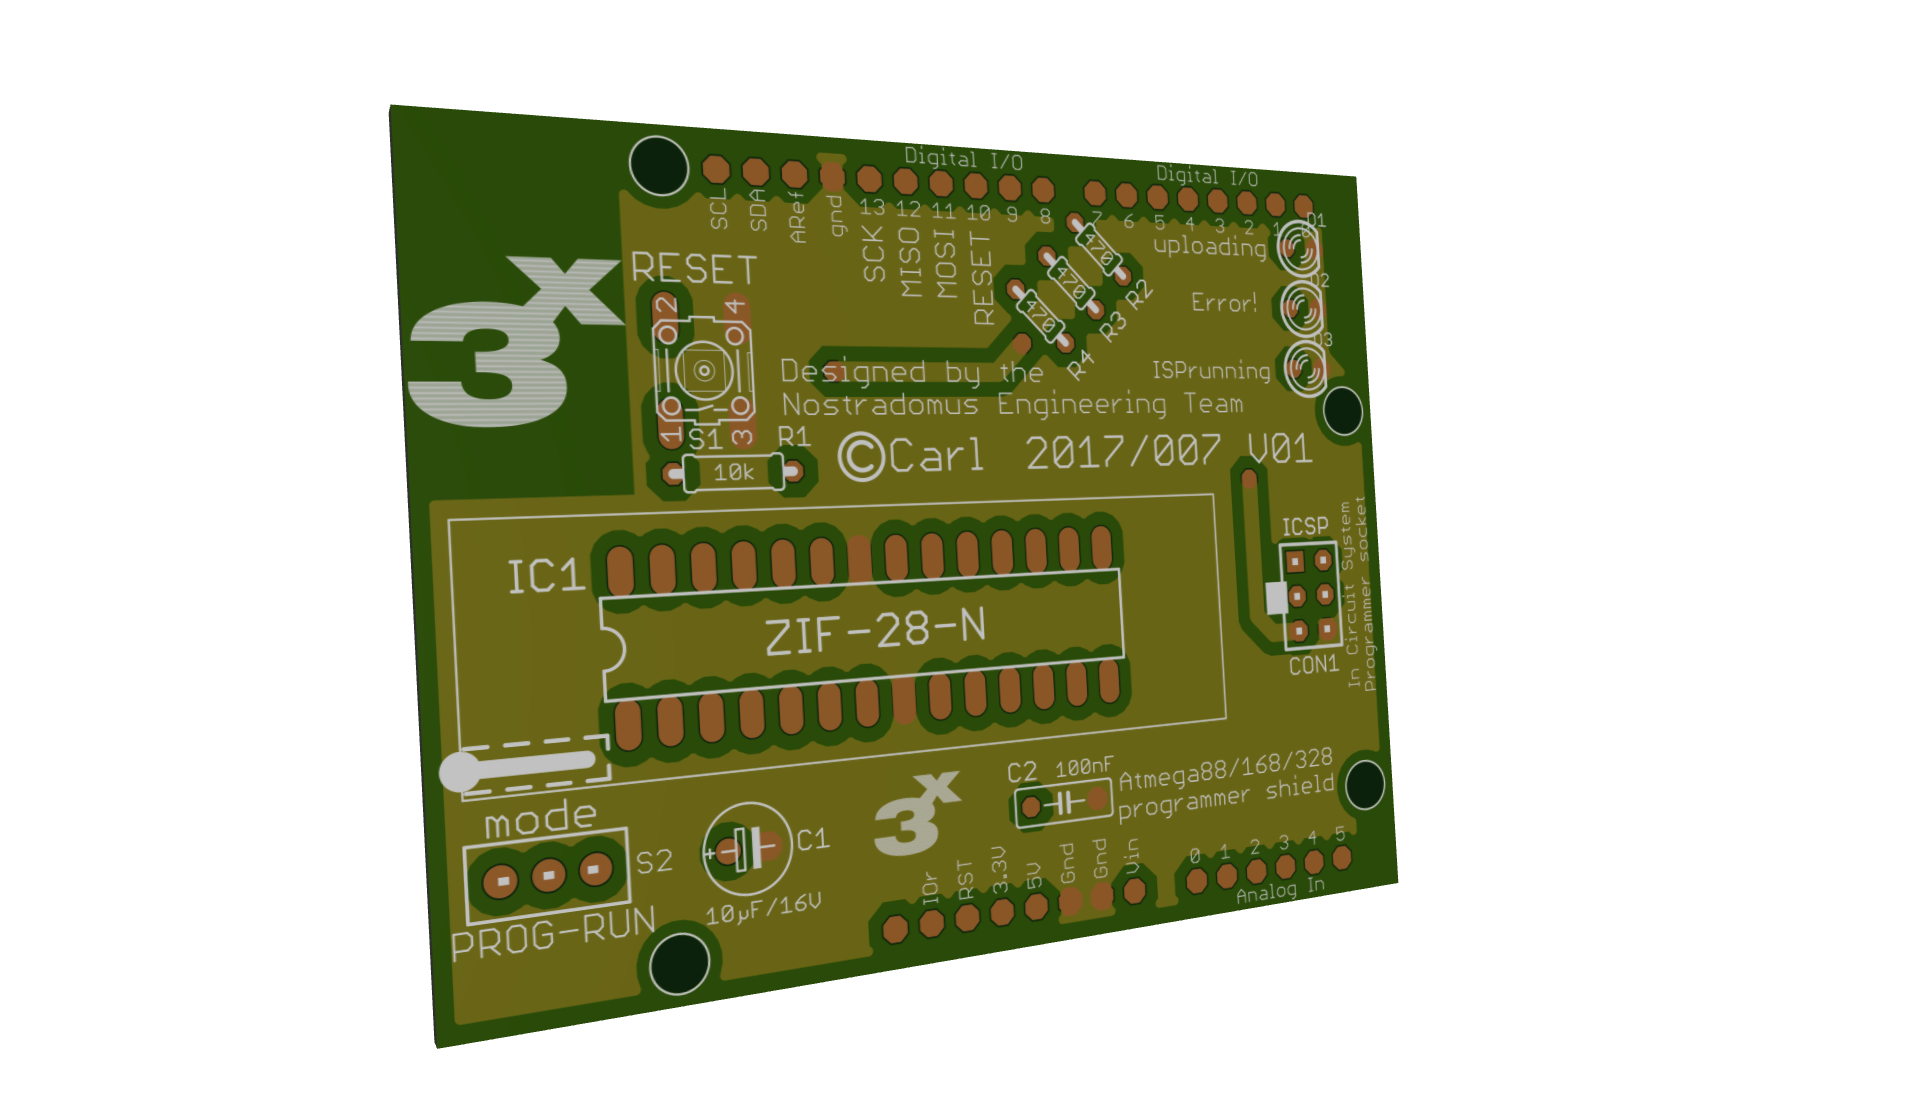 Digital I/O
Digital I/O
SCL
SDA
ARef
gnd
13
12
11
10
9
8
7
6
5
4
3
2
1
0
SCK
MISO
MOSI
RESET
D1
uploading
D2
Error!
D3
ISPrunning
470
470
470
R2
R3
R4
3x
RESET
2
4
1
3
S1
R1
10k
Designed by the
Nostradomus Engineering Team
©Carl 2017/007 V01
IC1
ZIF-28-N
ICSP
CON1
In Circuit System
Programmer socket
mode
S2
PROG-RUN
+
C1
10µF/16V
3x
C2
100nF
Atmega88/168/328
programmer shield
IOr
RST
3.3V
5V
Gnd
Gnd
Vin
0
1
2
3
4
5
Analog In